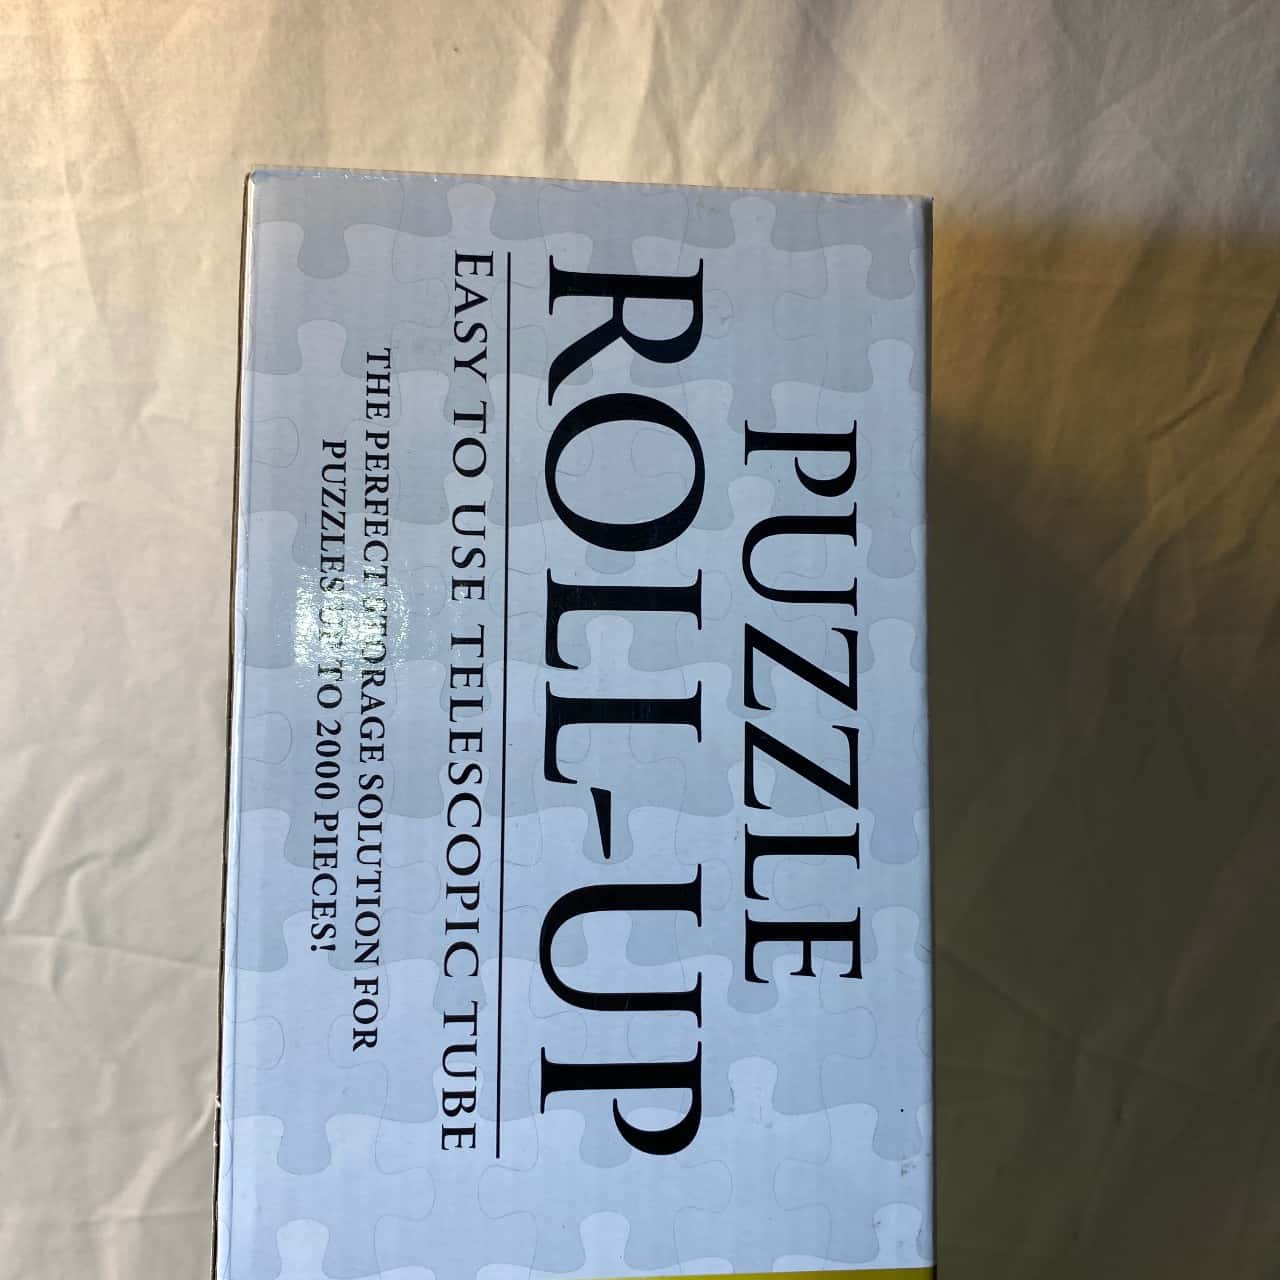 PUZZLE
ROLL-UP
EASY TO USE TELESCOPIC TUBE
THE PERFECT STORAGE SOLUTION FOR
PUZZLES UP TO 2000 PIECES!